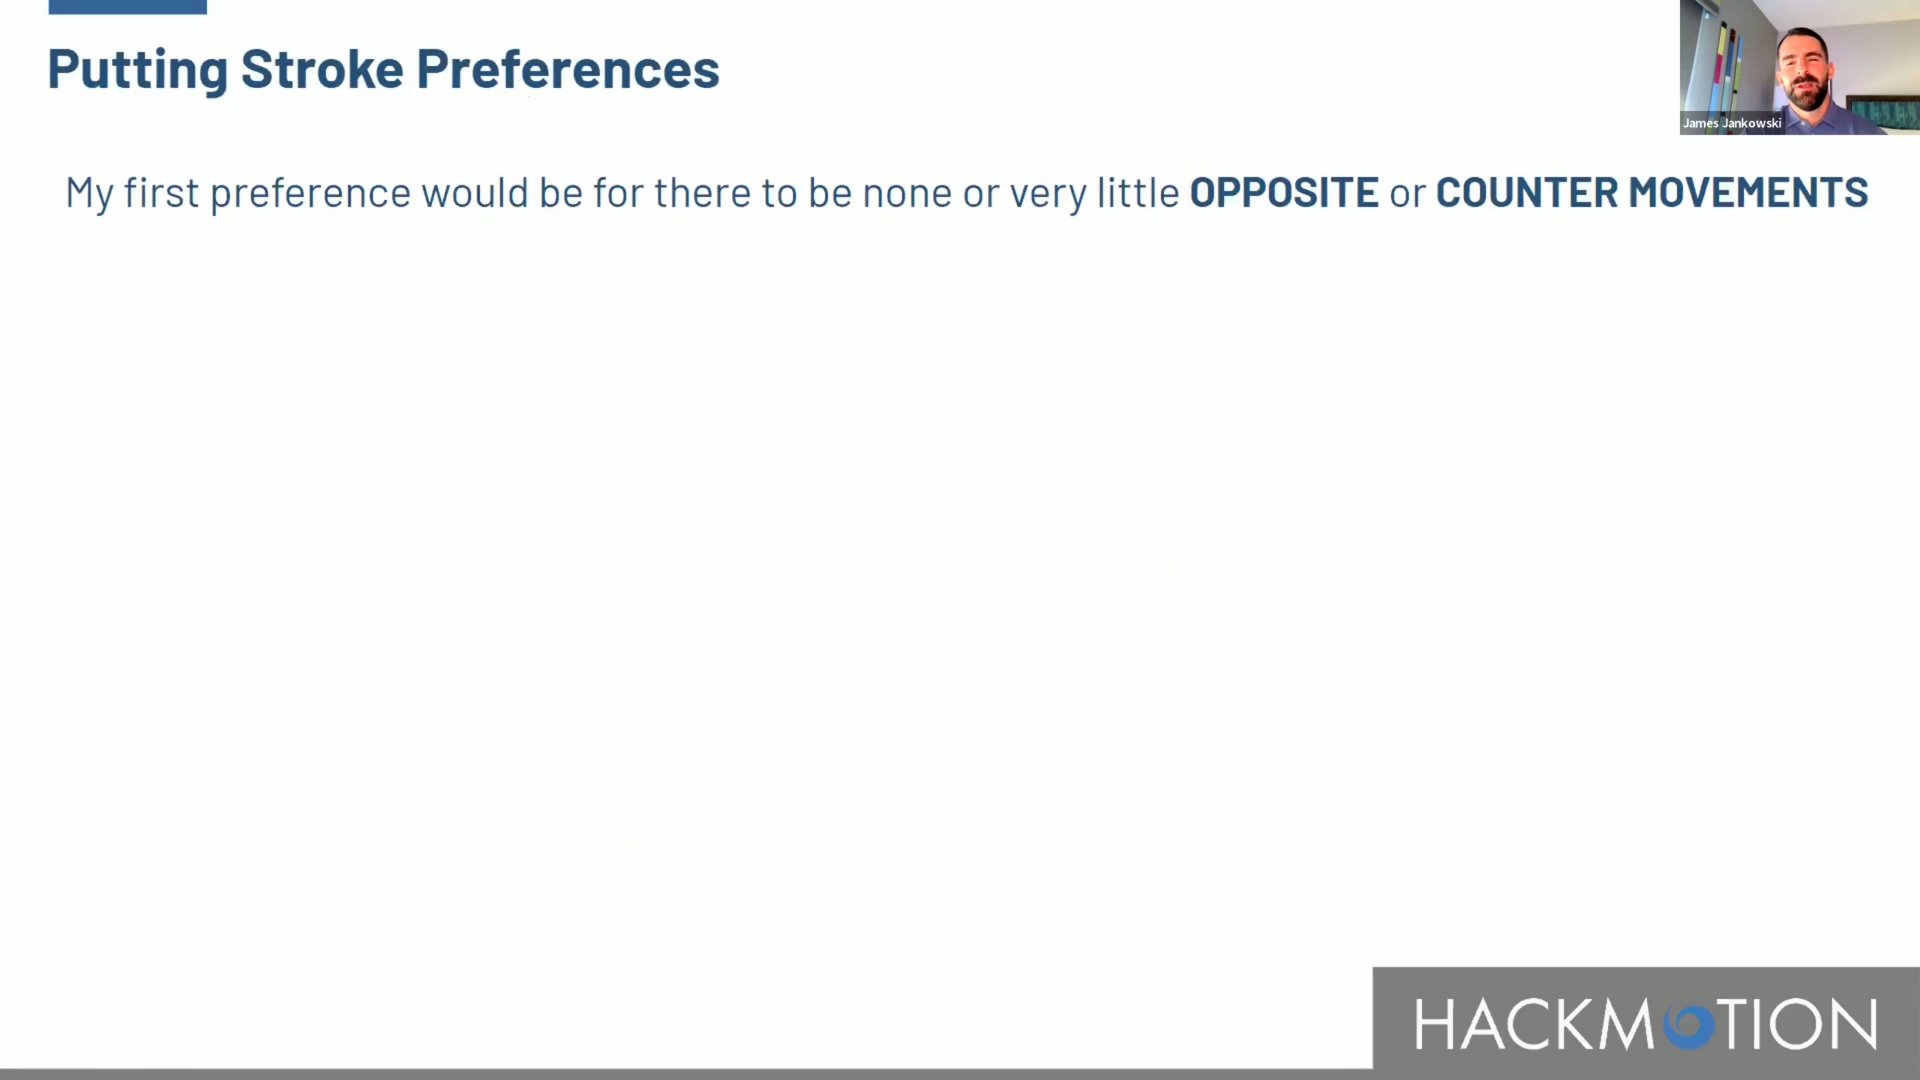 Putting Stroke Preferences
James Jankowski
My first preference would be for there to be none or very little OPPOSITE or COUNTER MOVEMENTS
HACKMOTION